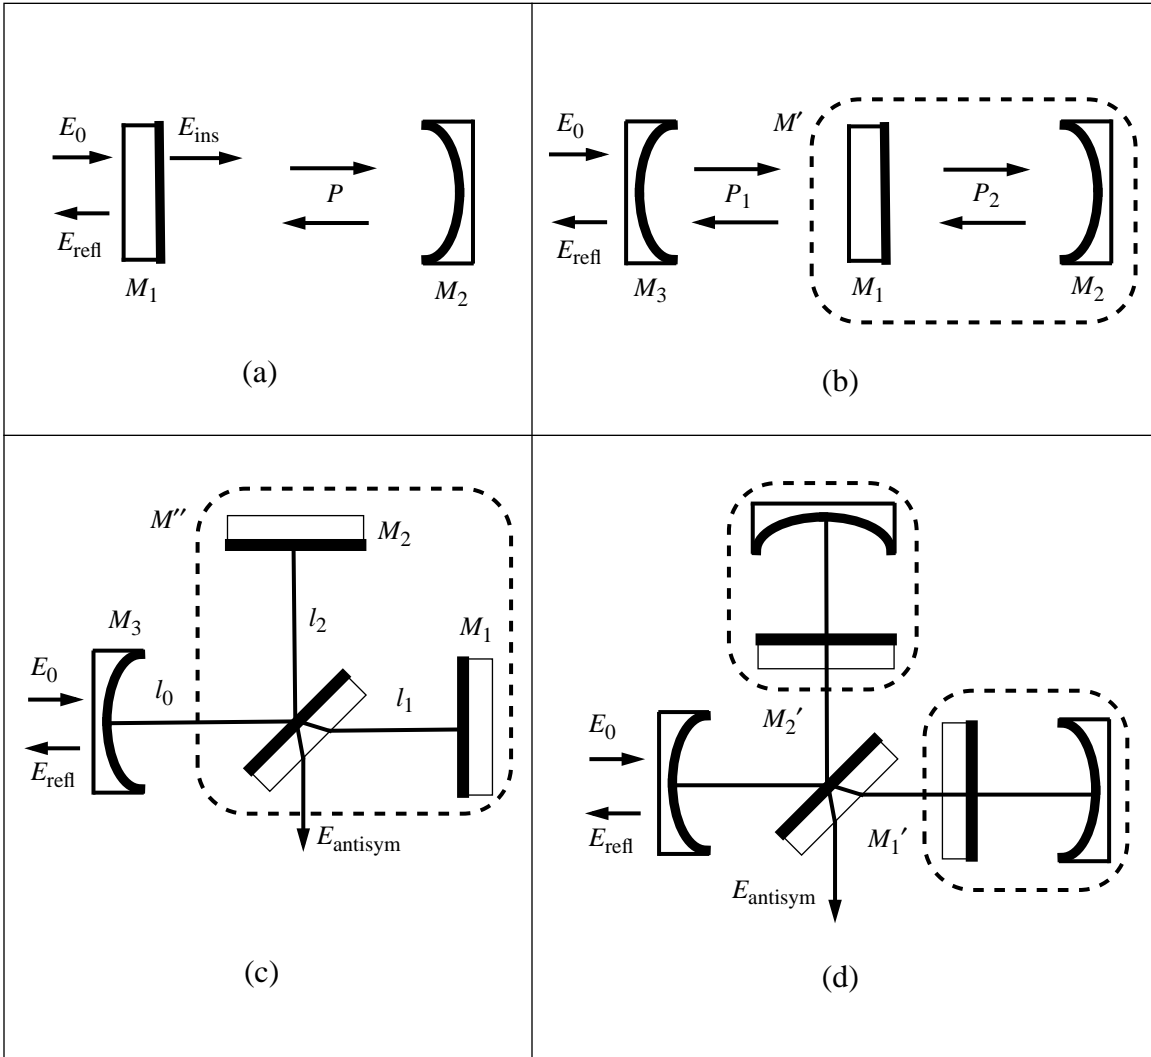 E0 Eins
P
Erefl
M1 M2
(a)
M′
E0
P1 P2
Erefl
M3 M1 M2
(b)
M″
M2
M3 l2 M1
E0 l0 l1
Erefl
Eantisym
(c)
M2′
E0
Erefl M1′
Eantisym
(d)